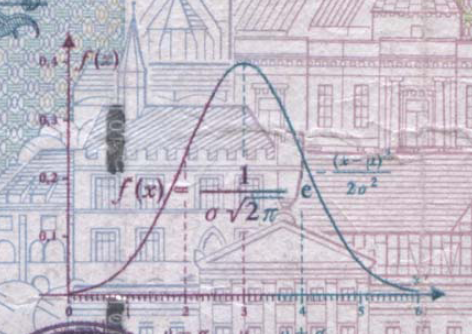 f(x)
0,4
0,3
0,2
0,1
f(x) = 1/(σ√2π) e^-(x-μ)²/2σ²
0 1 2 3 4 5 6